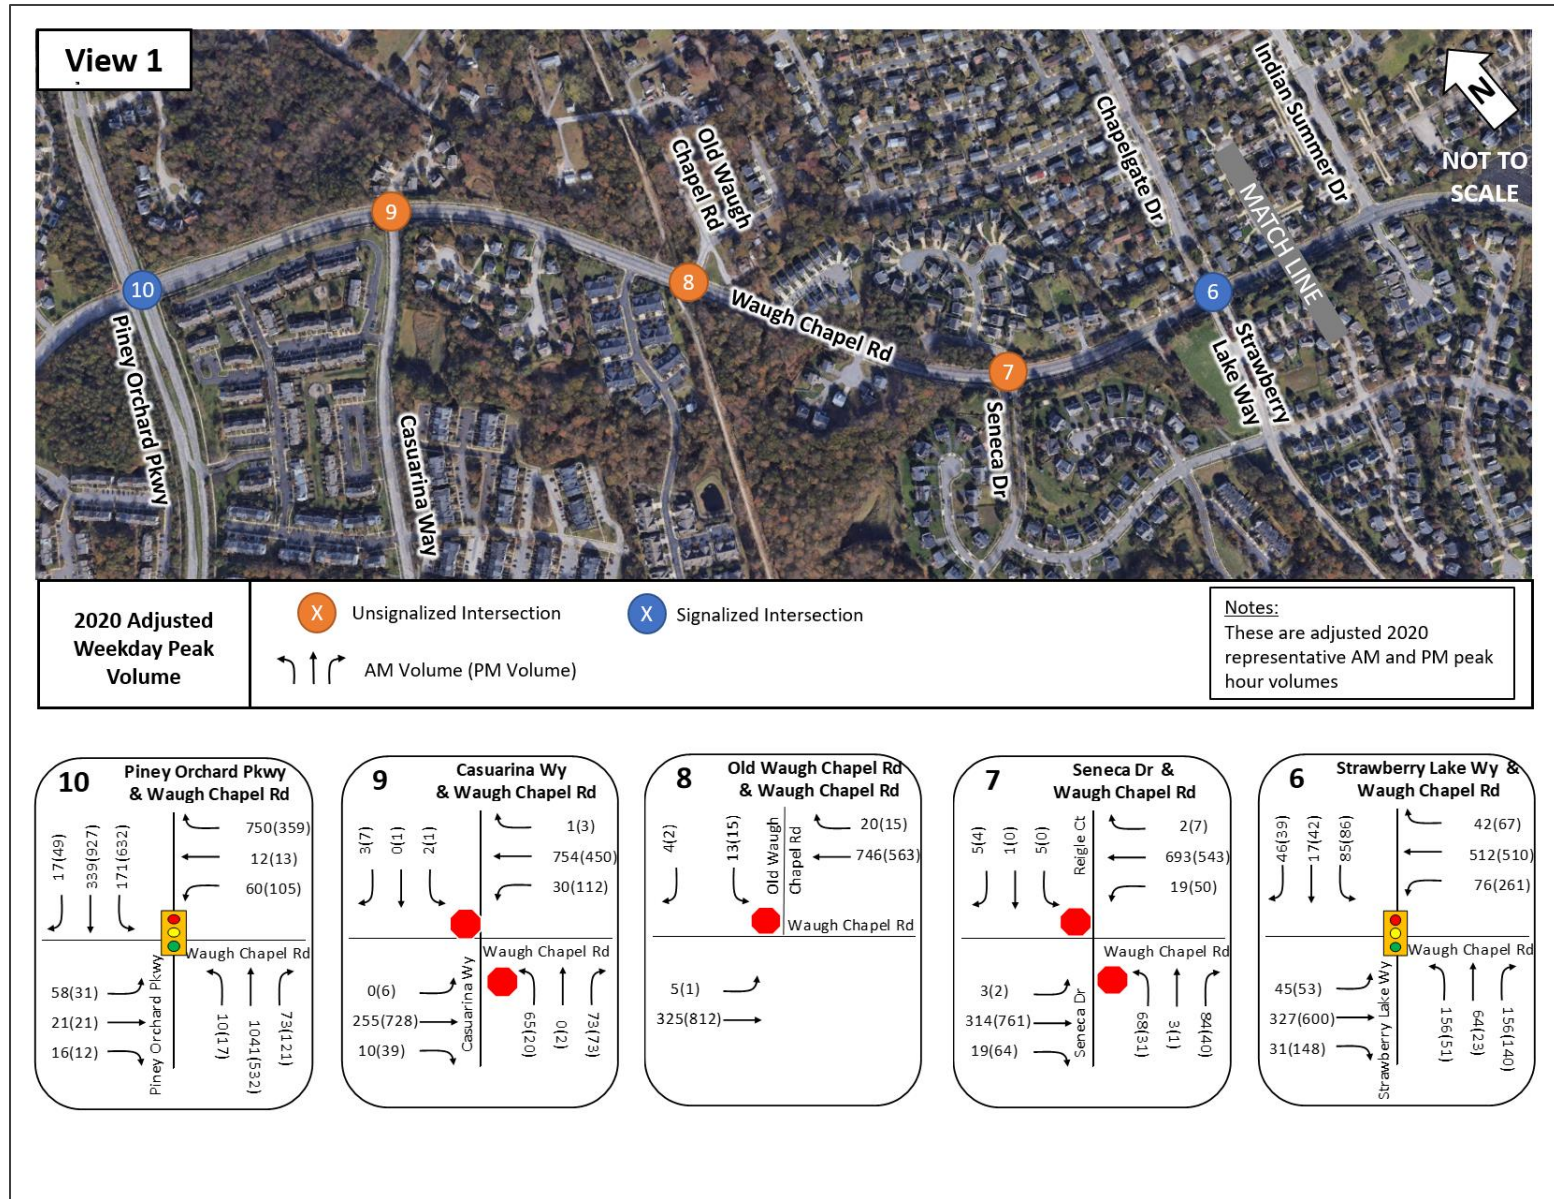 View 1
N
NOT TO
SCALE
Indian Summer Dr
Chapelgate Dr
MATCH LINE
Old Waugh
Chapel Rd
9
10
8
6
7
Waugh Chapel Rd
Strawberry
Lake Way
Piney Orchard Pkwy
Casuarina Way
Seneca Dr
2020 Adjusted
Weekday Peak
Volume
X Unsignalized Intersection
X Signalized Intersection
AM Volume (PM Volume)
Notes:
These are adjusted 2020
representative AM and PM peak
hour volumes
10
Piney Orchard Pkwy
& Waugh Chapel Rd
17(49)
339(927)
171(632)
750(359)
12(13)
60(105)
Waugh Chapel Rd
Piney Orchard Pkwy
58(31)
21(21)
16(12)
10(17)
1041(532)
73(121)
9
Casuarina Wy
& Waugh Chapel Rd
3(7)
0(1)
2(1)
1(3)
754(450)
30(112)
Waugh Chapel Rd
Casuarina Wy
0(6)
255(728)
10(39)
65(20)
0(2)
73(73)
8
Old Waugh Chapel Rd
& Waugh Chapel Rd
4(2)
13(15)
Old Waugh
Chapel Rd
20(15)
746(563)
Waugh Chapel Rd
5(1)
325(812)
7
Seneca Dr &
Waugh Chapel Rd
5(4)
1(0)
5(0)
Reigle Ct
2(7)
693(543)
19(50)
Waugh Chapel Rd
Seneca Dr
3(2)
314(761)
19(64)
68(31)
3(1)
84(40)
6
Strawberry Lake Wy &
Waugh Chapel Rd
46(39)
17(42)
85(86)
42(67)
512(510)
76(261)
Waugh Chapel Rd
Strawberry Lake Wy
45(53)
327(600)
31(148)
156(51)
64(23)
156(140)